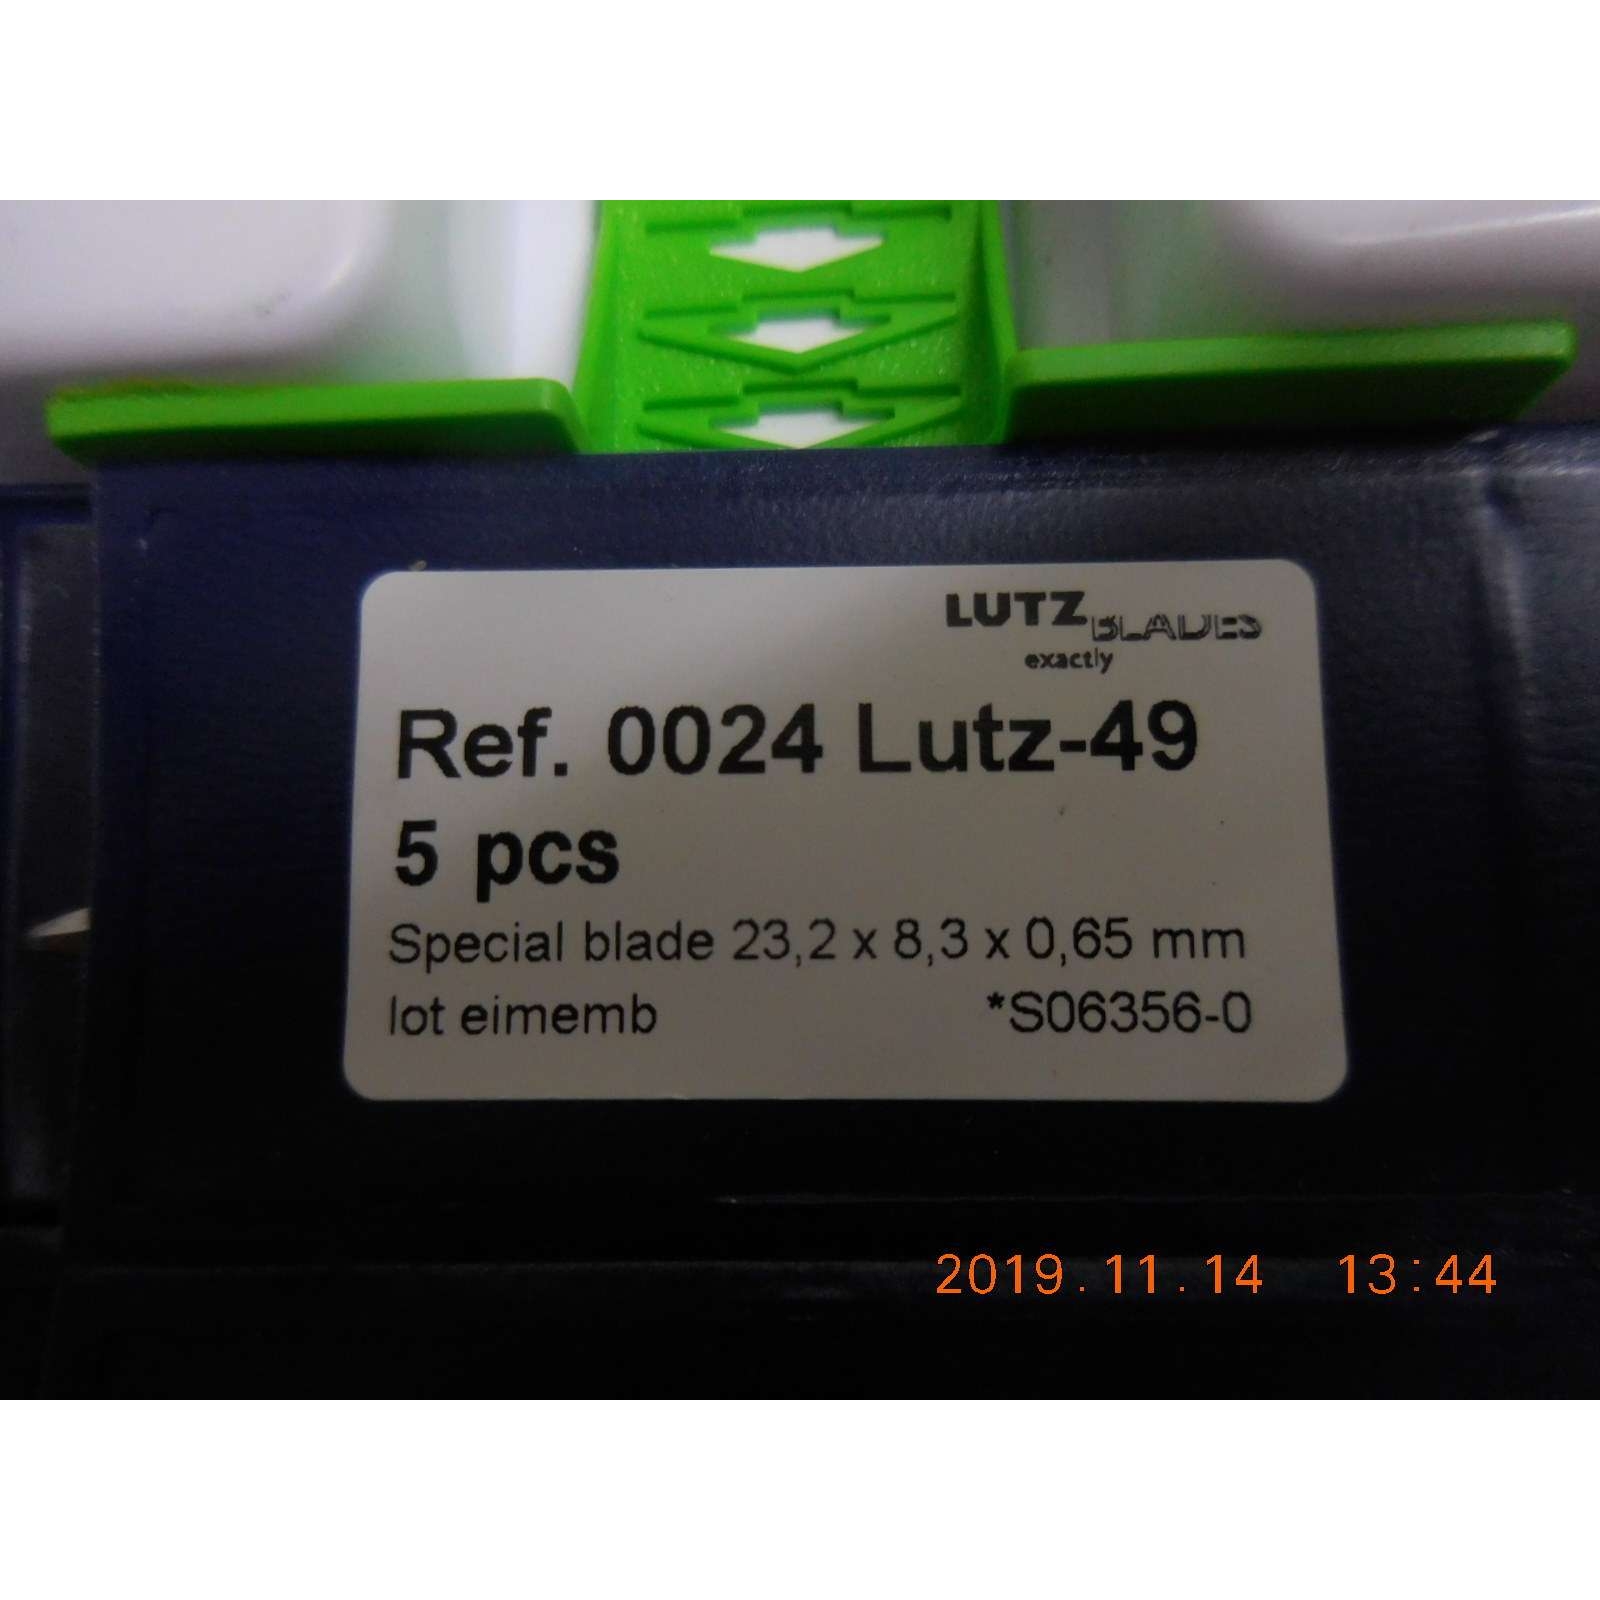 LUTZ BLADES
exactly
Ref. 0024 Lutz-49
5 pcs
Special blade 23,2 x 8,3 x 0,65 mm
lot eimemb *S06356-0
2019.11.14 13:44